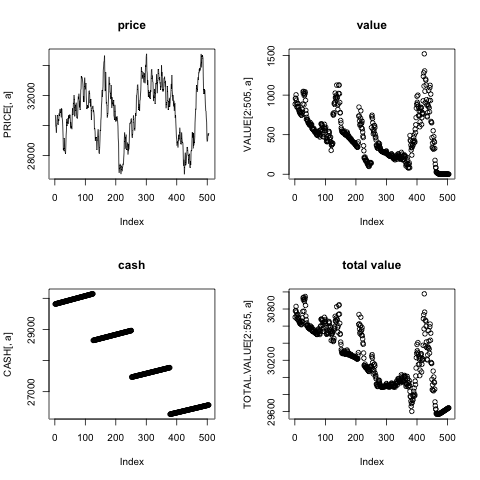 price
PRICE[, a]
28000 32000
0 100 200 300 400 500
Index
value
VALUE[2:505, a]
0 500 1000 1500
0 100 200 300 400 500
Index
cash
CASH[, a]
27000 29000
0 100 200 300 400 500
Index
total value
TOTAL.VALUE[2:505, a]
29600 30200 30800
0 100 200 300 400 500
Index